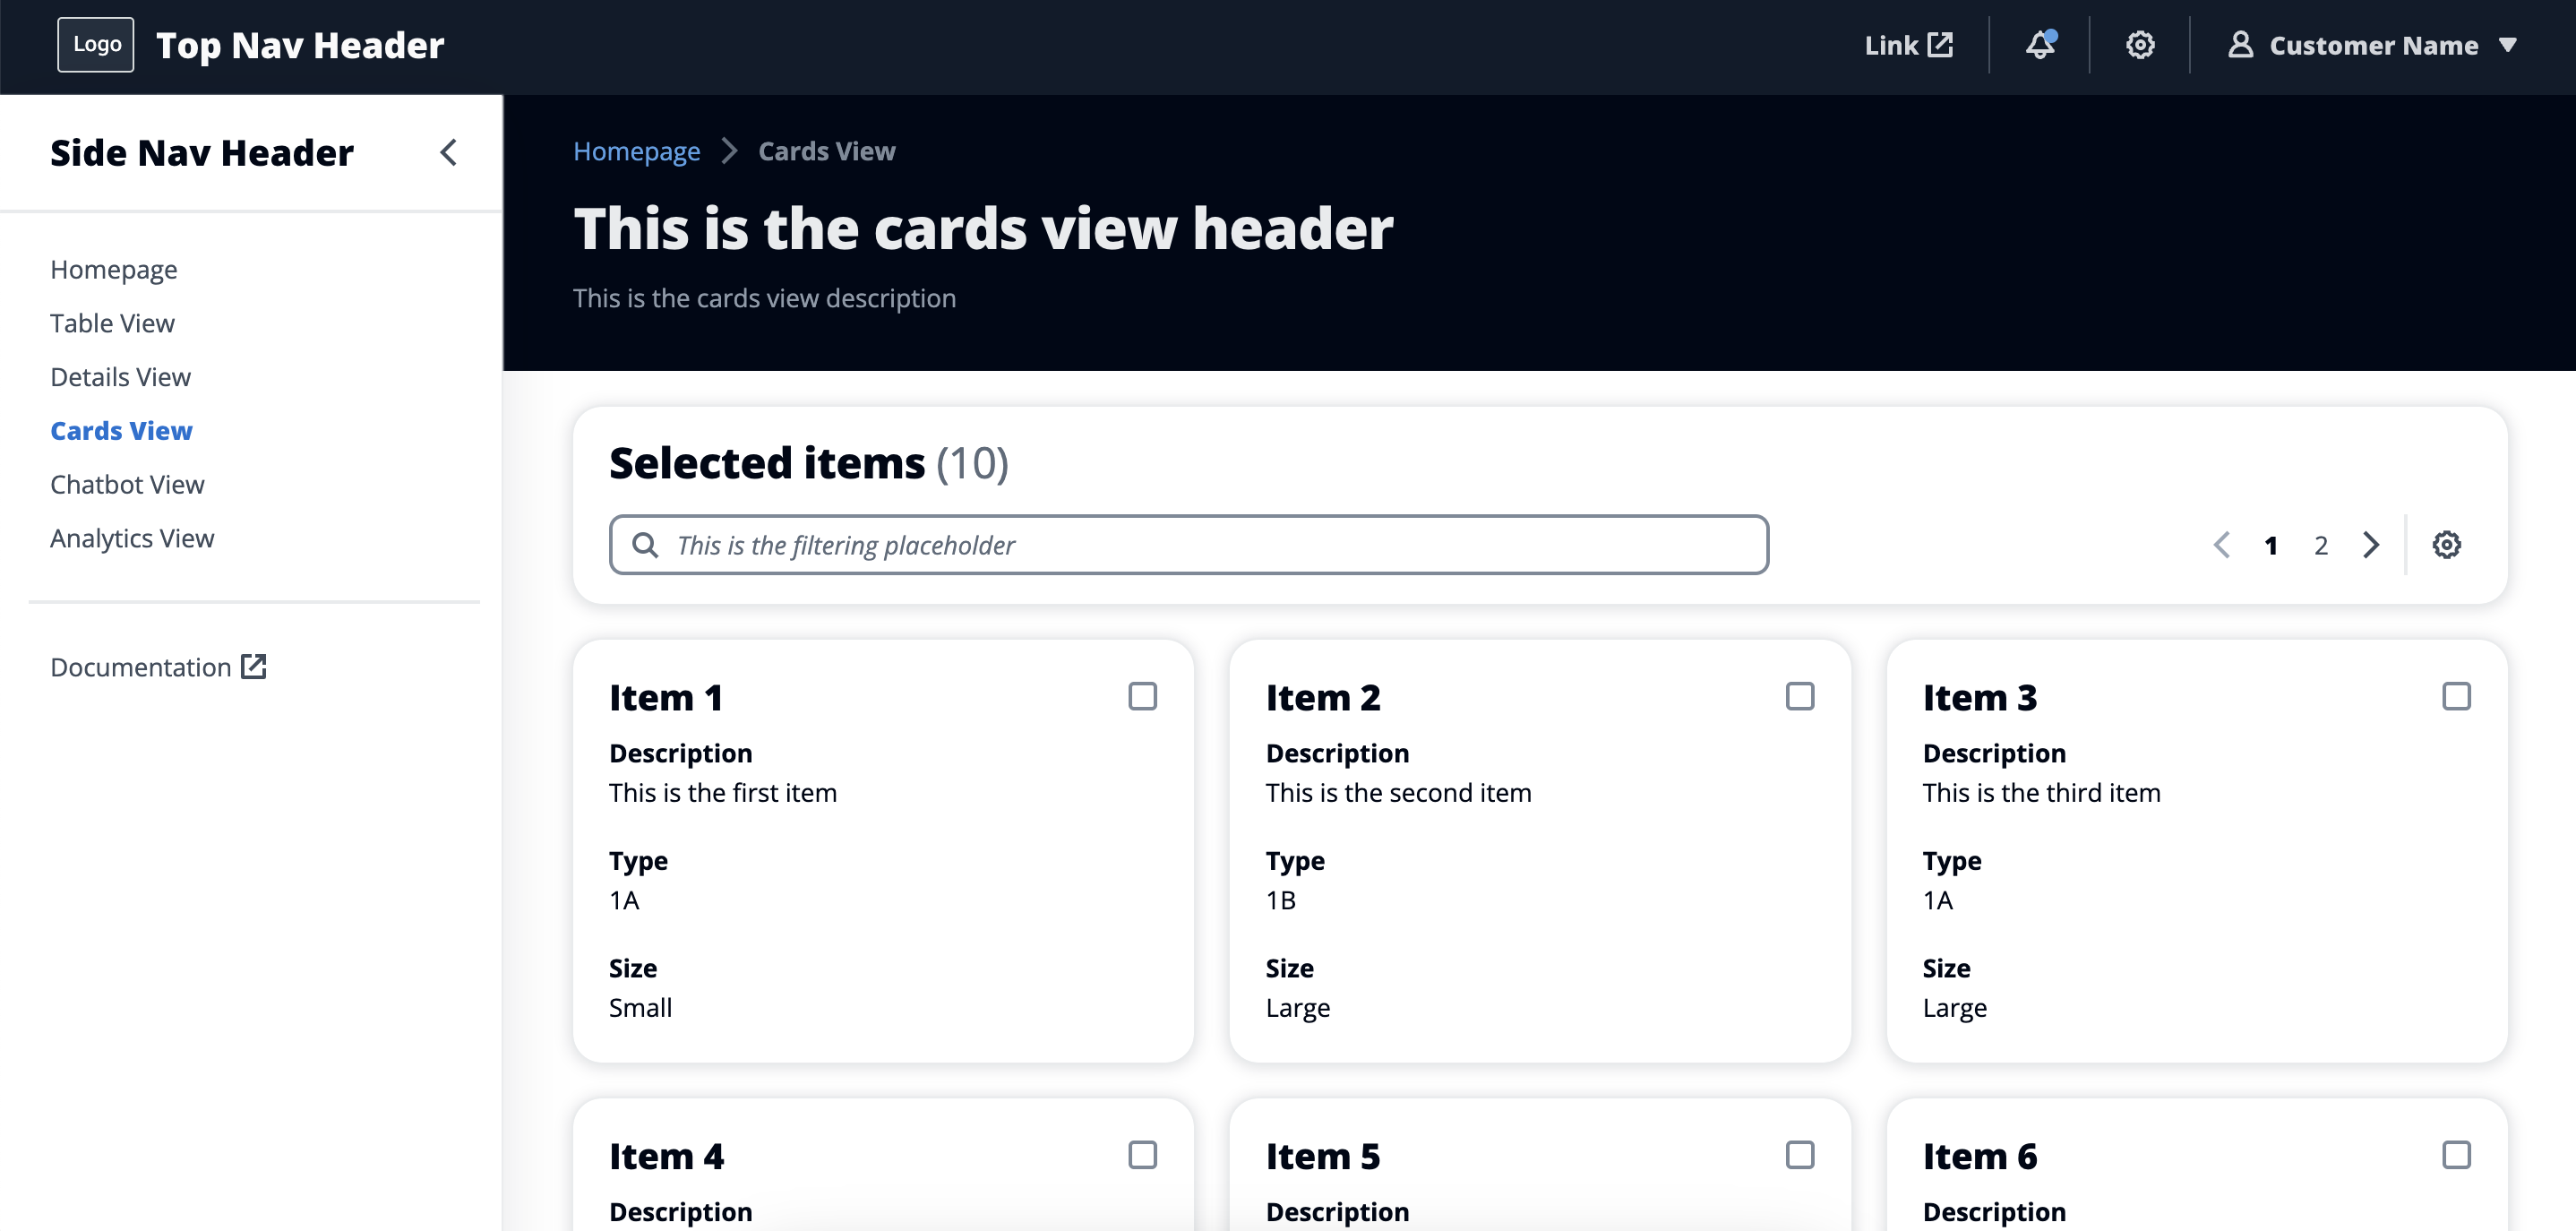 Logo Top Nav Header Link Customer Name
Side Nav Header
Homepage
Table View
Details View
Cards View
Chatbot View
Analytics View
Documentation
Homepage Cards View
This is the cards view header
This is the cards view description
Selected items (10)
This is the filtering placeholder 1 2
Item 1
Description
This is the first item
Type
1A
Size
Small
Item 2
Description
This is the second item
Type
1B
Size
Large
Item 3
Description
This is the third item
Type
1A
Size
Large
Item 4
Description
Item 5
Description
Item 6
Description